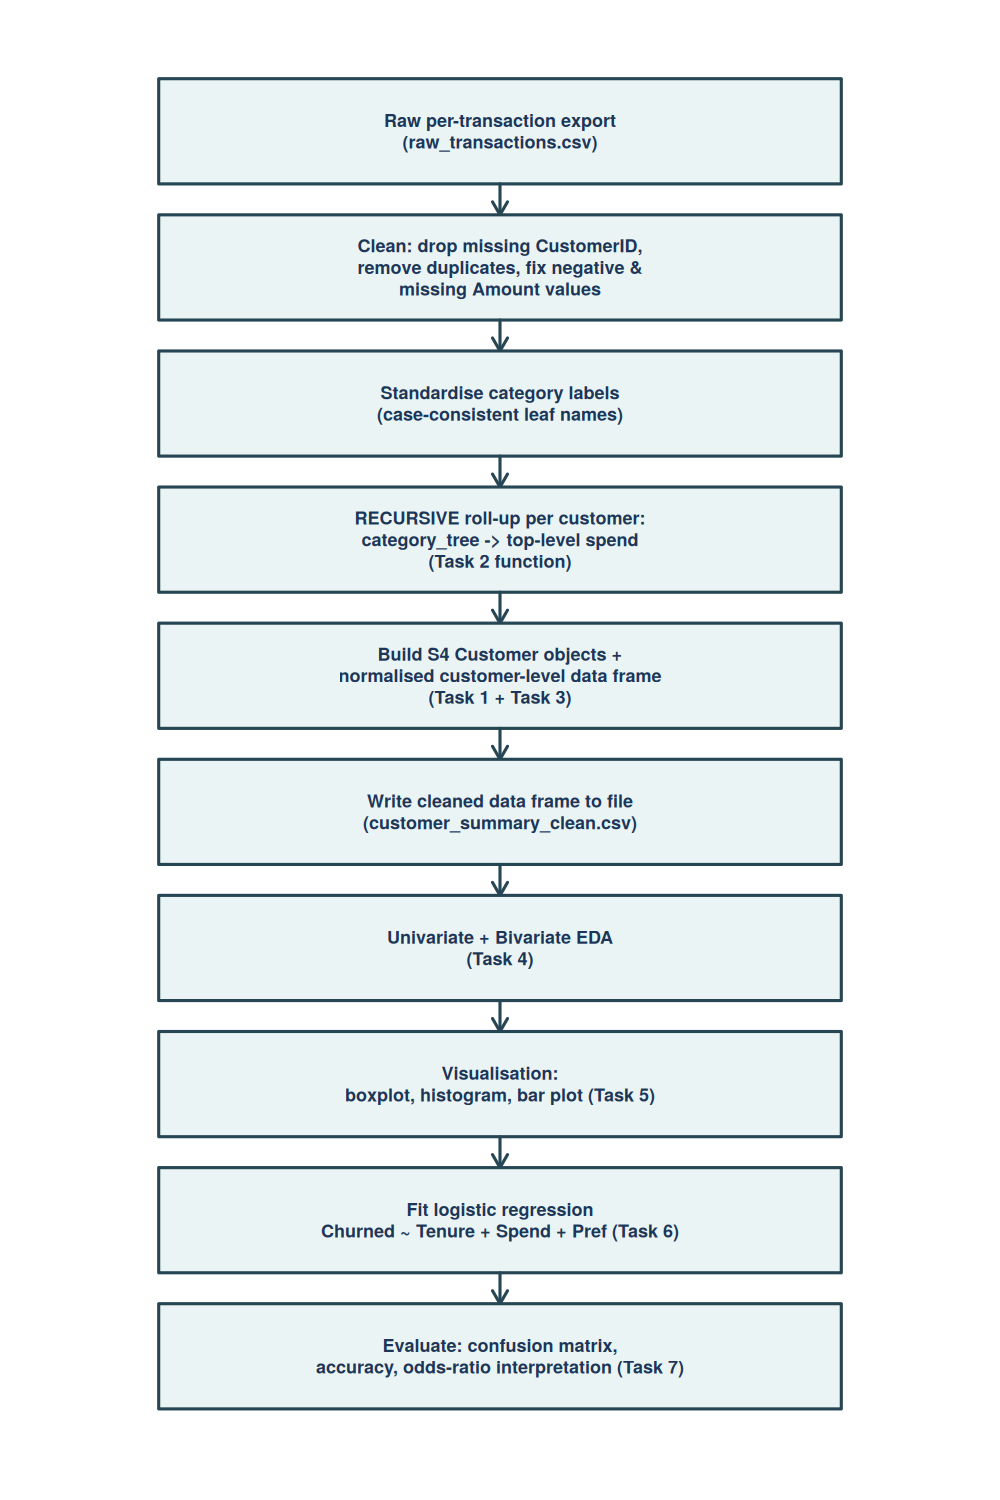 Raw per-transaction export
(raw_transactions.csv)
Clean: drop missing CustomerID,
remove duplicates, fix negative &
missing Amount values
Standardise category labels
(case-consistent leaf names)
RECURSIVE roll-up per customer:
category_tree -> top-level spend
(Task 2 function)
Build S4 Customer objects +
normalised customer-level data frame
(Task 1 + Task 3)
Write cleaned data frame to file
(customer_summary_clean.csv)
Univariate + Bivariate EDA
(Task 4)
Visualisation:
boxplot, histogram, bar plot (Task 5)
Fit logistic regression
Churned ~ Tenure + Spend + Pref (Task 6)
Evaluate: confusion matrix,
accuracy, odds-ratio interpretation (Task 7)